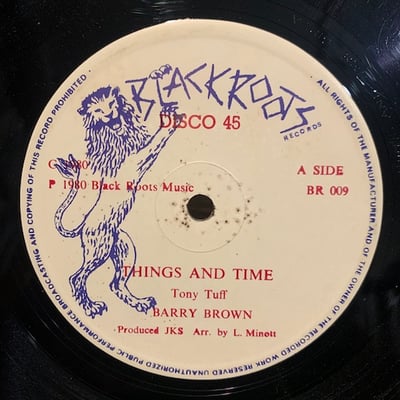 BLACKROOTS
RECORDS
DISCO 45
P 1980 Black Roots Music
A SIDE
BR 009
THINGS AND TIME
Tony Tuff
BARRY BROWN
Produced JKS Arr. by L. Minott
ALL RIGHTS OF THE MANUFACTURER AND OF THE OWNER OF THE RECORDED WORK RESERVED UNAUTHORIZED PUBLIC PERFORMANCE BROADCASTING AND COPYING OF THIS RECORD PROHIBITED